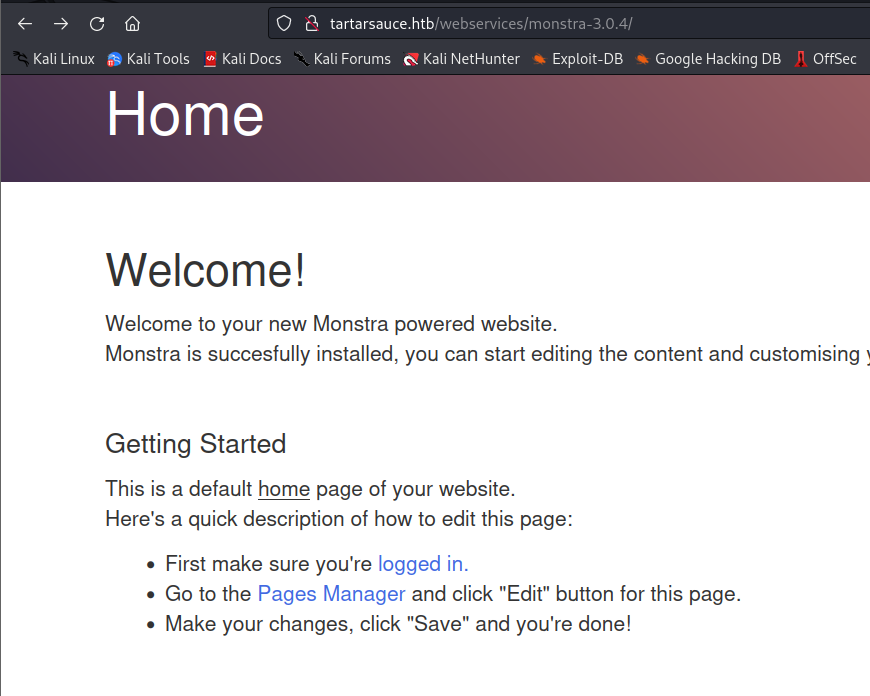 tartarsauce.htb/webservices/monstra-3.0.4/
Kali Linux Kali Tools Kali Docs Kali Forums Kali NetHunter Exploit-DB Google Hacking DB OffSec
Home
Welcome!
Welcome to your new Monstra powered website.
Monstra is succesfully installed, you can start editing the content and customising
Getting Started
This is a default home page of your website.
Here's a quick description of how to edit this page:
• First make sure you're logged in.
• Go to the Pages Manager and click "Edit" button for this page.
• Make your changes, click "Save" and you're done!